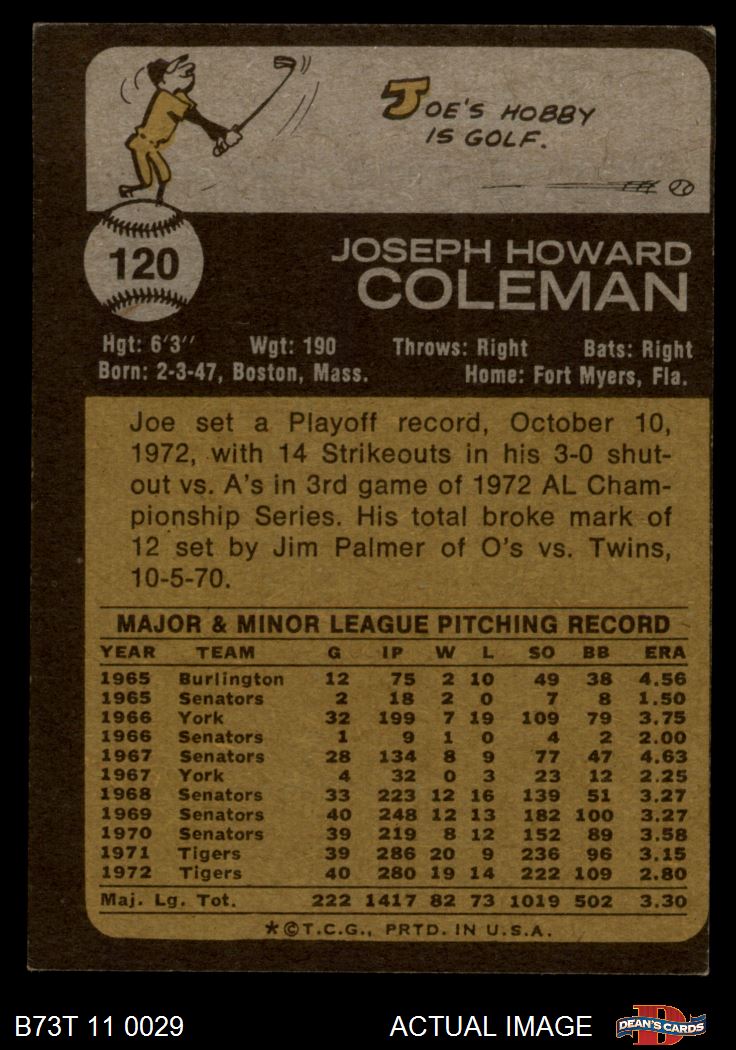 JOE'S HOBBY
IS GOLF.
120
JOSEPH HOWARD
COLEMAN
Hgt: 6'3" Wgt: 190 Throws: Right Bats: Right
Born: 2-3-47, Boston, Mass. Home: Fort Myers, Fla.
Joe set a Playoff record, October 10,
1972, with 14 Strikeouts in his 3-0 shut-
out vs. A's in 3rd game of 1972 AL Cham-
pionship Series. His total broke mark of
12 set by Jim Palmer of O's vs. Twins,
10-5-70.
MAJOR & MINOR LEAGUE PITCHING RECORD
YEAR TEAM G IP W L SO BB ERA
1965 Burlington 12 75 2 10 49 38 4.56
1965 Senators 2 18 2 0 7 8 1.50
1966 York 32 199 7 19 109 79 3.75
1966 Senators 1 9 1 0 4 2 2.00
1967 Senators 28 134 8 9 77 47 4.63
1967 York 4 32 0 3 23 12 2.25
1968 Senators 33 223 12 16 139 51 3.27
1969 Senators 40 248 12 13 182 100 3.27
1970 Senators 39 219 8 12 152 89 3.58
1971 Tigers 39 286 20 9 236 96 3.15
1972 Tigers 40 280 19 14 222 109 2.80
Maj. Lg. Tot. 222 1417 82 73 1019 502 3.30
*©T.C.G., PRTD. IN U.S.A.
B73T 11 0029 ACTUAL IMAGE D DEAN'S CARDS